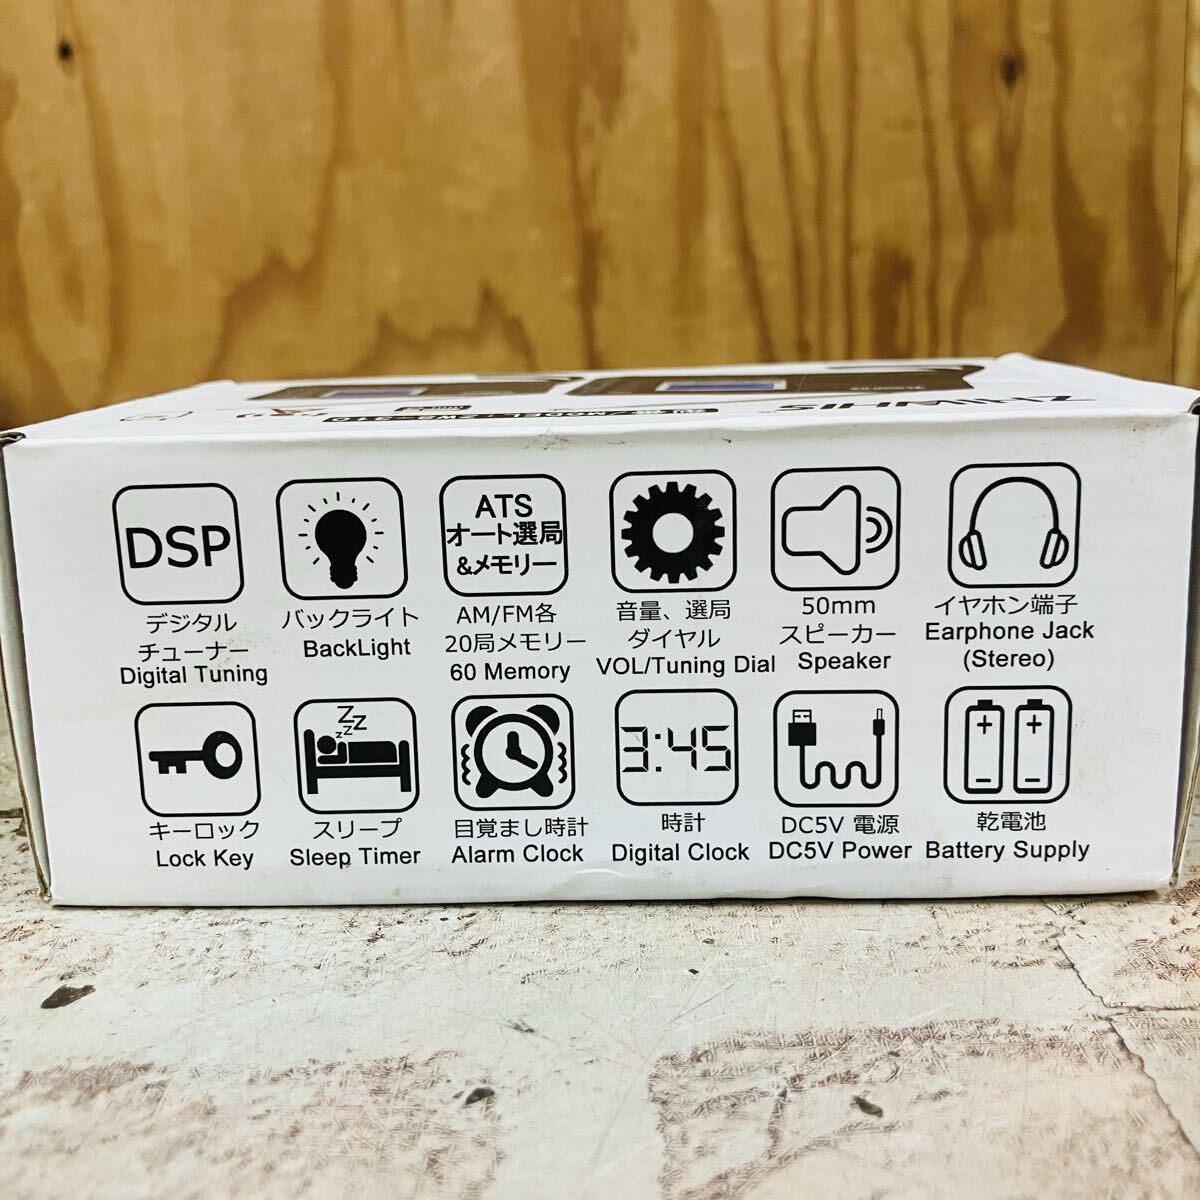 ZHIWHIS
DSP
デジタル
チューナー
Digital Tuning
バックライト
BackLight
ATS
オート選局
&メモリー
AM/FM各
20局メモリー
60 Memory
音量、選局
ダイヤル
VOL/Tuning Dial
50mm
スピーカー
Speaker
イヤホン端子
Earphone Jack
(Stereo)
キーロック
Lock Key
zZZZ
スリープ
Sleep Timer
目覚まし時計
Alarm Clock
3:45
時計
Digital Clock
DC5V 電源
DC5V Power
乾電池
Battery Supply